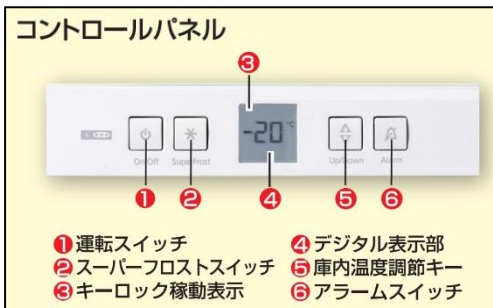 コントロールパネル
❸
-20℃
On/Off SuperFrost Up/Down Alarm
❶ ❷ ❹ ❺ ❻
❶運転スイッチ ❹デジタル表示部
❷スーパーフロストスイッチ ❺庫内温度調節キー
❸キーロック稼動表示 ❻アラームスイッチ